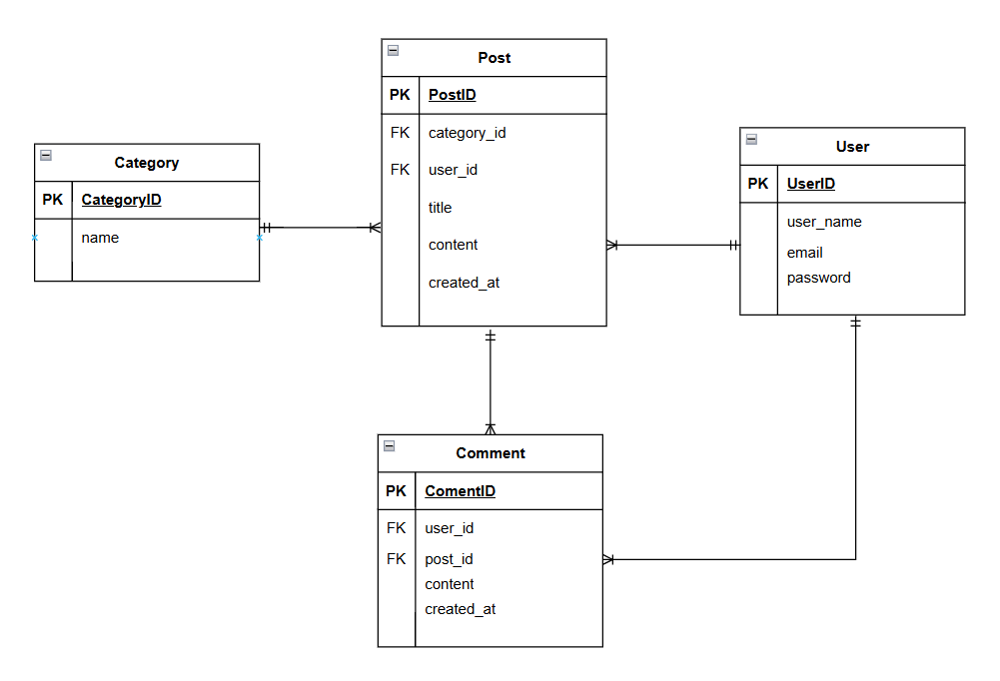 Post
PK PostID
FK category_id
FK user_id
title
content
created_at
Category
PK CategoryID
name
User
PK UserID
user_name
email
password
Comment
PK ComentID
FK user_id
FK post_id
content
created_at